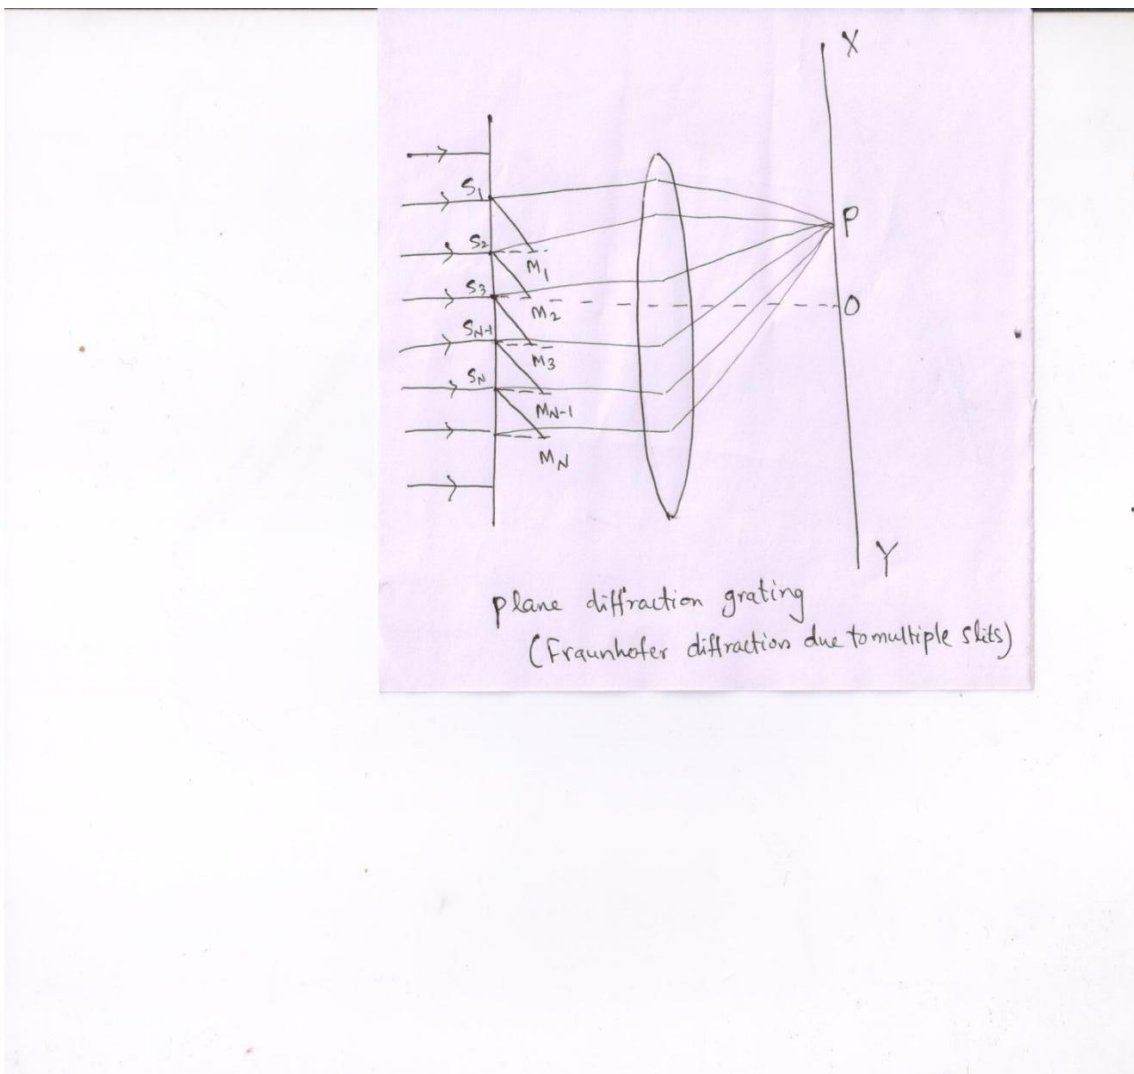 X
S1
S2
P
M1
S3
M2
O
SN-1
M3
SN
MN-1
MN
Y
plane diffraction grating
(Fraunhofer diffraction due to multiple slits)